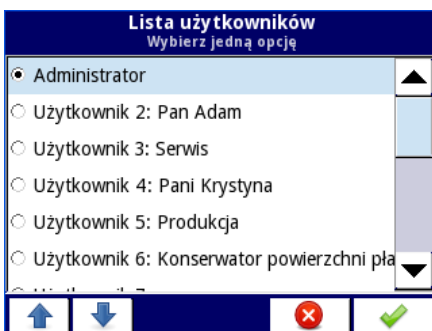 Lista użytkowników
Wybierz jedną opcję
Administrator
Użytkownik 2: Pan Adam
Użytkownik 3: Serwis
Użytkownik 4: Pani Krystyna
Użytkownik 5: Produkcja
Użytkownik 6: Konserwator powierzchni pła